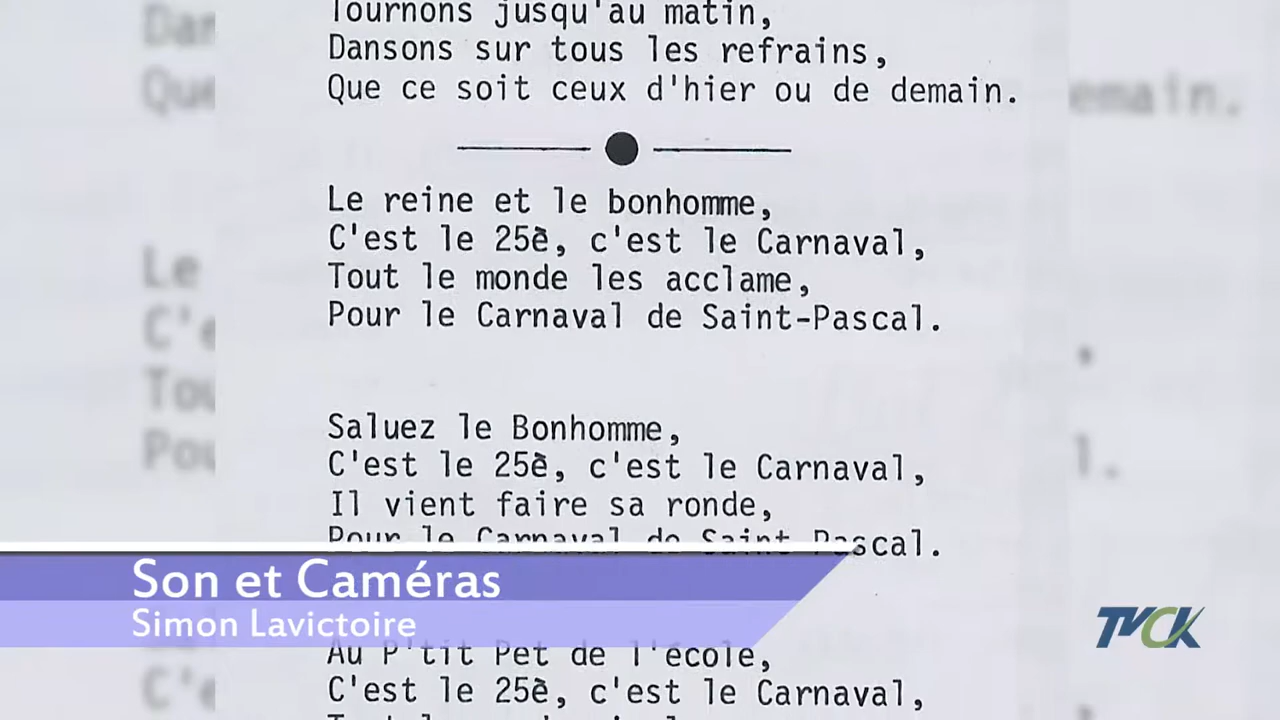 Tournons jusqu'au matin,
Dansons sur tous les refrains,
Que ce soit ceux d'hier ou de demain.
Le reine et le bonhomme,
C'est le 25è, c'est le Carnaval,
Tout le monde les acclame,
Pour le Carnaval de Saint-Pascal.
Saluez le Bonhomme,
C'est le 25è, c'est le Carnaval,
Il vient faire sa ronde,
Pour le Carnaval de Saint-Pascal.
Son et Caméras
Simon Lavictoire
TVCK
Au P'tit Pet de l'école,
C'est le 25è, c'est le Carnaval,